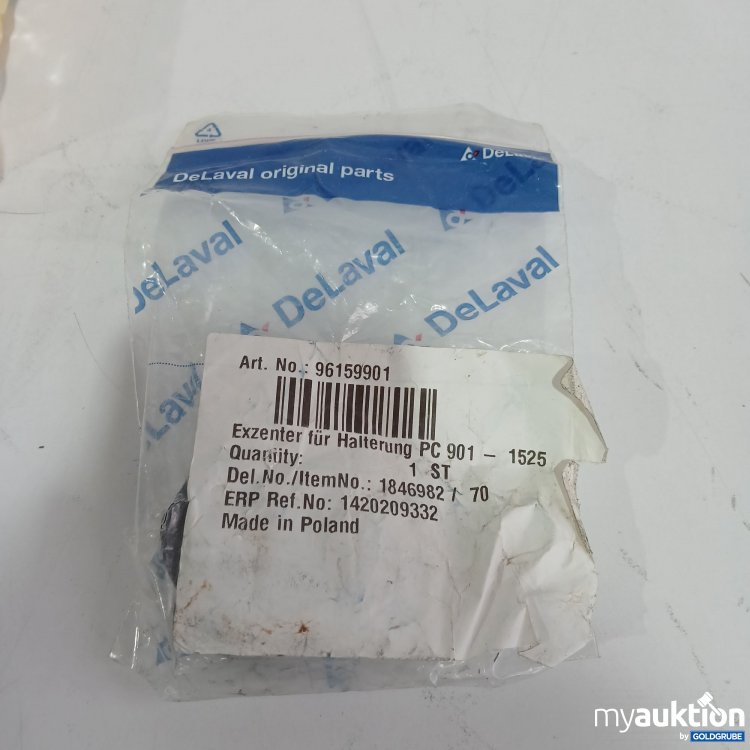 DeLaval
DeLaval original parts
DeLaval
DeLaval
DeLaval
DeLaval
Art. No.: 96159901
Exzenter für Halterung PC 901 - 1525
Quantity: 1 ST
Del.No./ItemNo.: 1846982 / 70
ERP Ref.No: 1420209332
Made in Poland
myauktion
by GOLDGRUBE